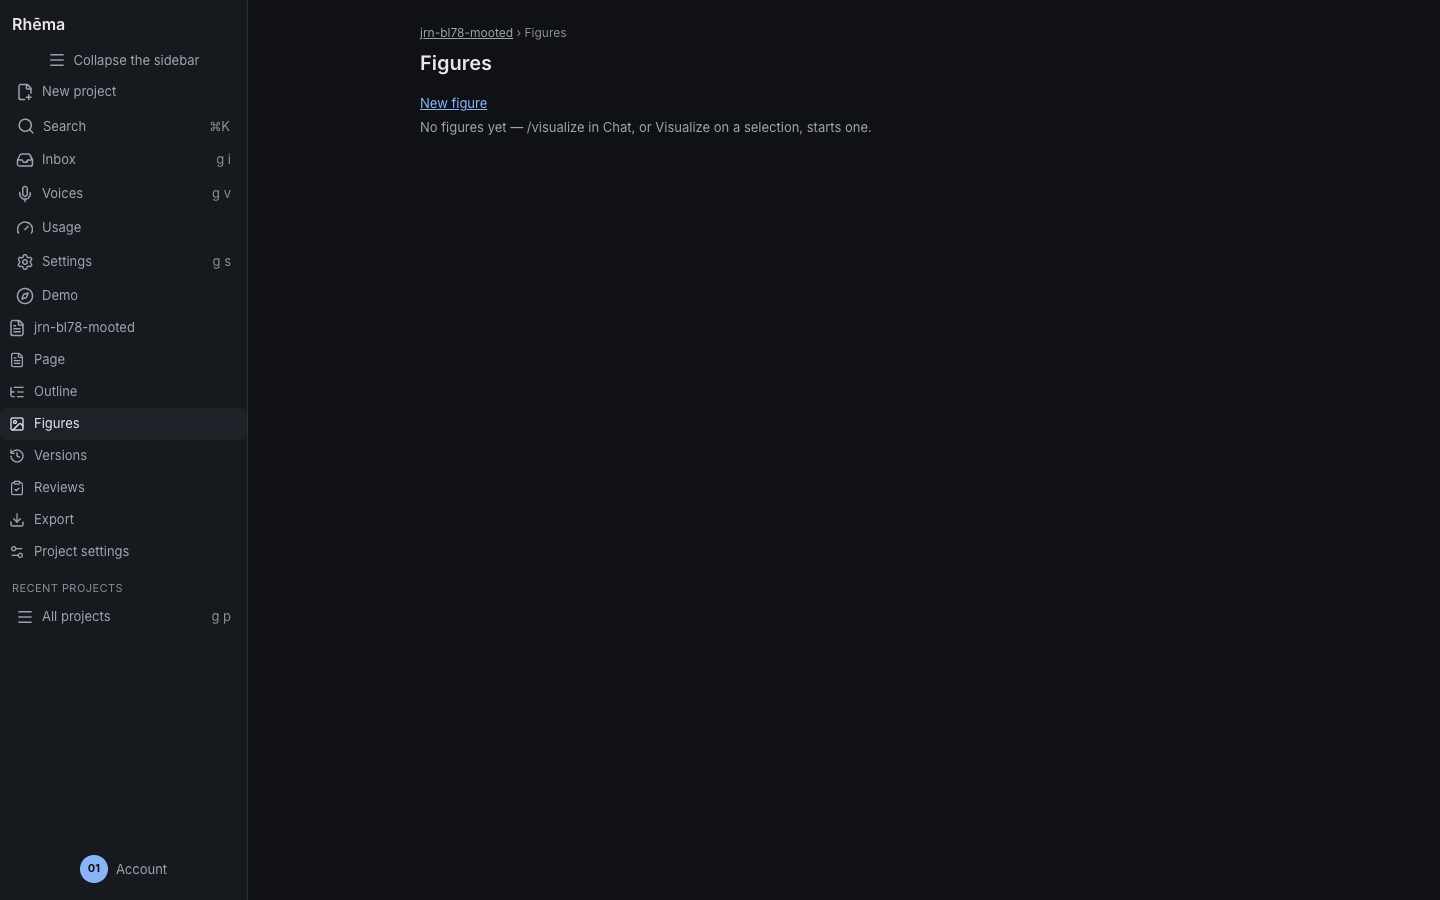 Rhēma
Collapse the sidebar
New project
Search ⌘K
Inbox g i
Voices g v
Usage
Settings g s
Demo
jrn-bl78-mooted
Page
Outline
Figures
Versions
Reviews
Export
Project settings
RECENT PROJECTS
All projects g p
01 Account
jrn-bl78-mooted › Figures
Figures
New figure
No figures yet — /visualize in Chat, or Visualize on a selection, starts one.